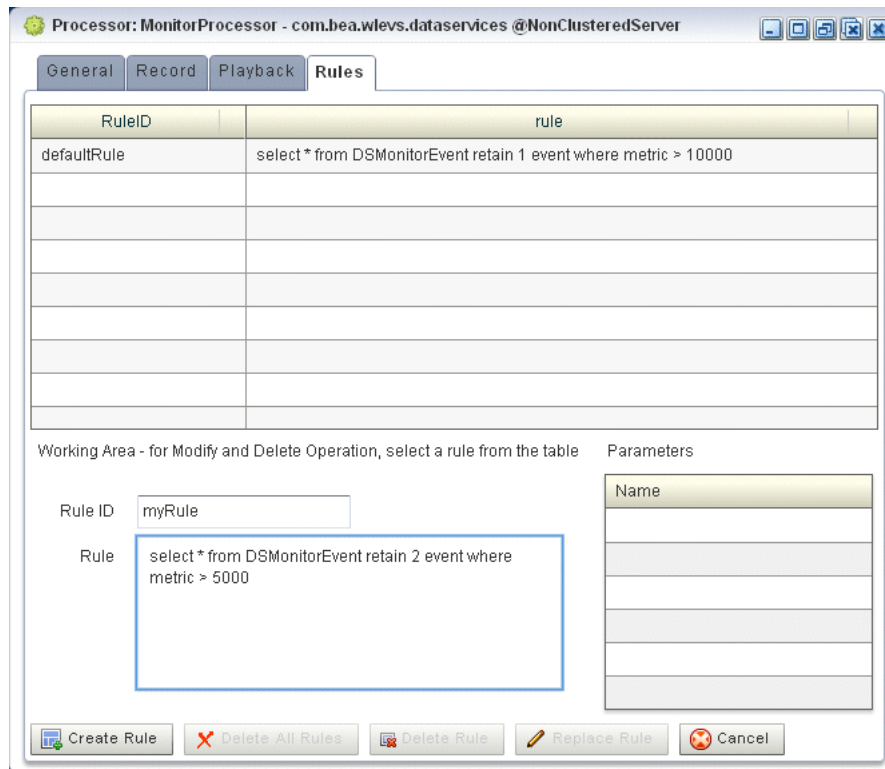 Processor: MonitorProcessor - com.bea.wlevs.dataservices @NonClusteredServer
General Record Playback Rules
RuleID rule
defaultRule select * from DSMonitorEvent retain 1 event where metric > 10000
Working Area - for Modify and Delete Operation, select a rule from the table Parameters
Name
Rule ID myRule
Rule select * from DSMonitorEvent retain 2 event where
metric > 5000
Create Rule Delete All Rules Delete Rule Replace Rule Cancel